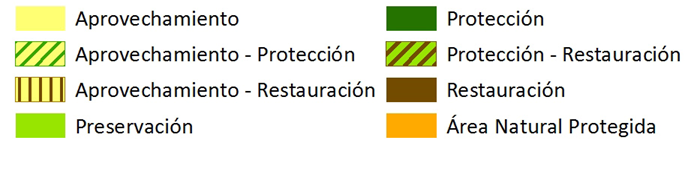 Aprovechamiento
Aprovechamiento - Protección
Aprovechamiento - Restauración
Preservación
Protección
Protección - Restauración
Restauración
Área Natural Protegida